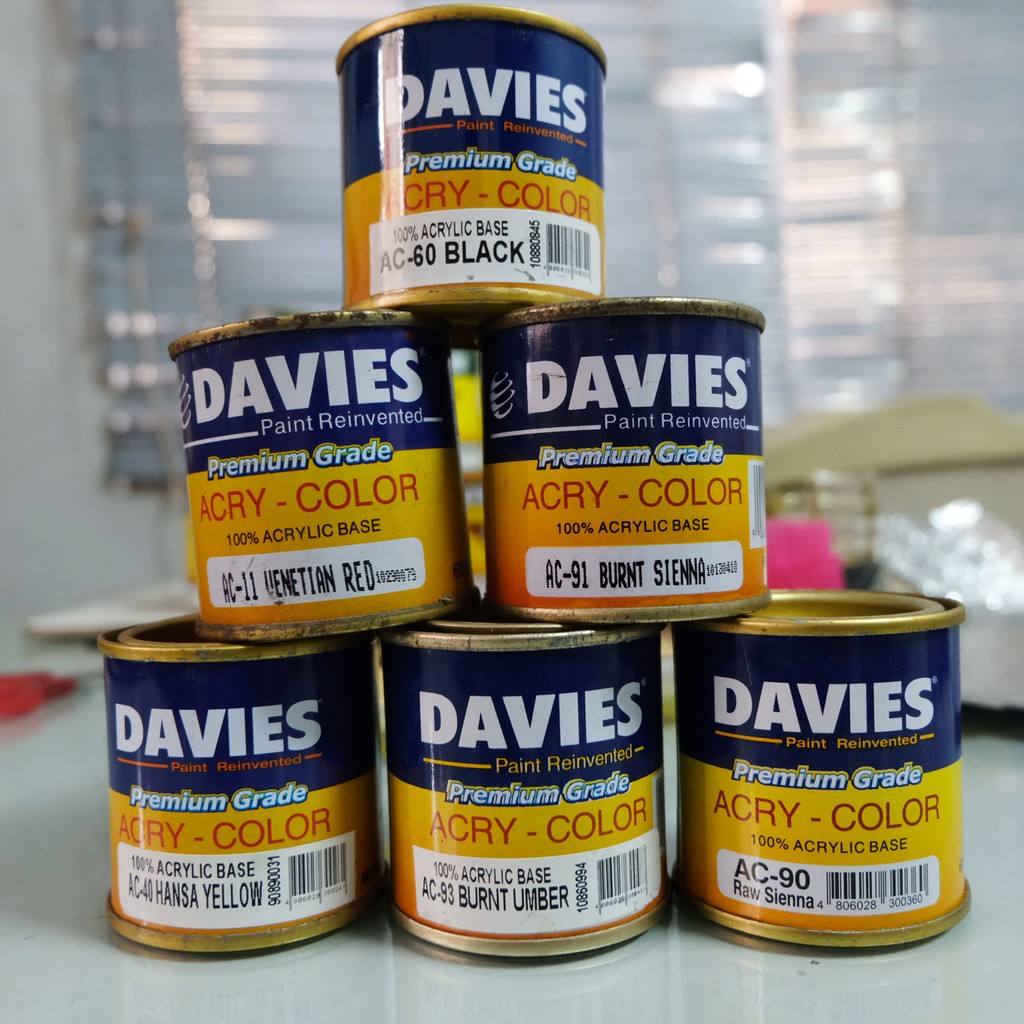 DAVIES
Paint Reinvented
Premium Grade
ACRY - COLOR
100% ACRYLIC BASE
AC-60 BLACK
10880845
DAVIES
Paint Reinvented
Premium Grade
ACRY - COLOR
100% ACRYLIC BASE
AC-11 VENETIAN RED 10290079
DAVIES
Paint Reinvented
Premium Grade
ACRY - COLOR
100% ACRYLIC BASE
AC-91 BURNT SIENNA 10130410
DAVIES
Paint Reinvented
Premium Grade
ACRY - COLOR
100% ACRYLIC BASE
AC-40 HANSA YELLOW
90890031
DAVIES
Paint Reinvented
Premium Grade
ACRY - COLOR
100% ACRYLIC BASE
AC-93 BURNT UMBER
10860994
DAVIES
Paint Reinvented
Premium Grade
ACRY - COLOR
100% ACRYLIC BASE
AC-90
Raw Sienna
4 806028 300360